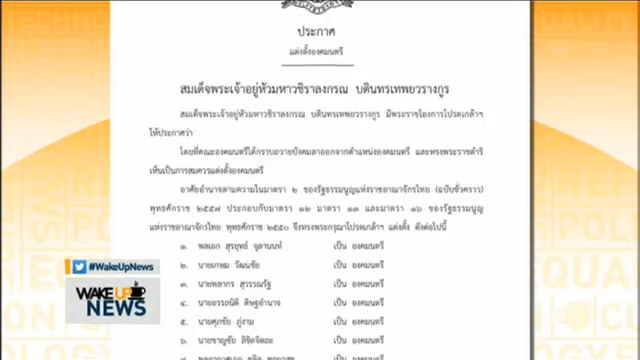 ประกาศ
แต่งตั้งองคมนตรี
สมเด็จพระเจ้าอยู่หัวมหาวชิราลงกรณ บดินทรเทพยวรางกูร
สมเด็จพระเจ้าอยู่หัวมหาวชิราลงกรณ บดินทรเทพยวรางกูร มีพระราชโองการโปรดเกล้าฯ
ให้ประกาศว่า
โดยที่คณะองคมนตรีได้กราบถวายบังคมลาออกจากตำแหน่งองคมนตรี และทรงพระราชดำริ
เห็นเป็นการสมควรแต่งตั้งองคมนตรี
อาศัยอำนาจตามความในมาตรา ๒ ของรัฐธรรมนูญแห่งราชอาณาจักรไทย (ฉบับชั่วคราว)
พุทธศักราช ๒๕๕๗ ประกอบกับมาตรา ๑๒ มาตรา ๑๓ และมาตรา ๑๖ ของรัฐธรรมนูญ
แห่งราชอาณาจักรไทย พุทธศักราช ๒๕๕๐ จึงทรงพระกรุณาโปรดเกล้าฯ แต่งตั้ง ดังต่อไปนี้
๑. พลเอก สุรยุทธ์ จุลานนท์ เป็น องคมนตรี
๒. นายเกษม วัฒนชัย เป็น องคมนตรี
๓. นายพลากร สุวรรณรัฐ เป็น องคมนตรี
๔. นายอรรถนิติ ดิษฐอำนาจ เป็น องคมนตรี
๕. นายศุภชัย ภู่งาม เป็น องคมนตรี
๖. นายชาญชัย ลิขิตจิตถะ เป็น องคมนตรี
#WakeUpNews
WAKE UP
NEWS